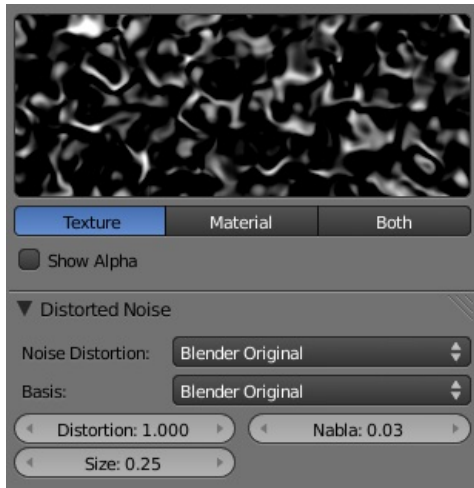 Texture Material Both
Show Alpha
Distorted Noise
Noise Distortion: Blender Original
Basis: Blender Original
Distortion: 1.000 Nabla: 0.03
Size: 0.25